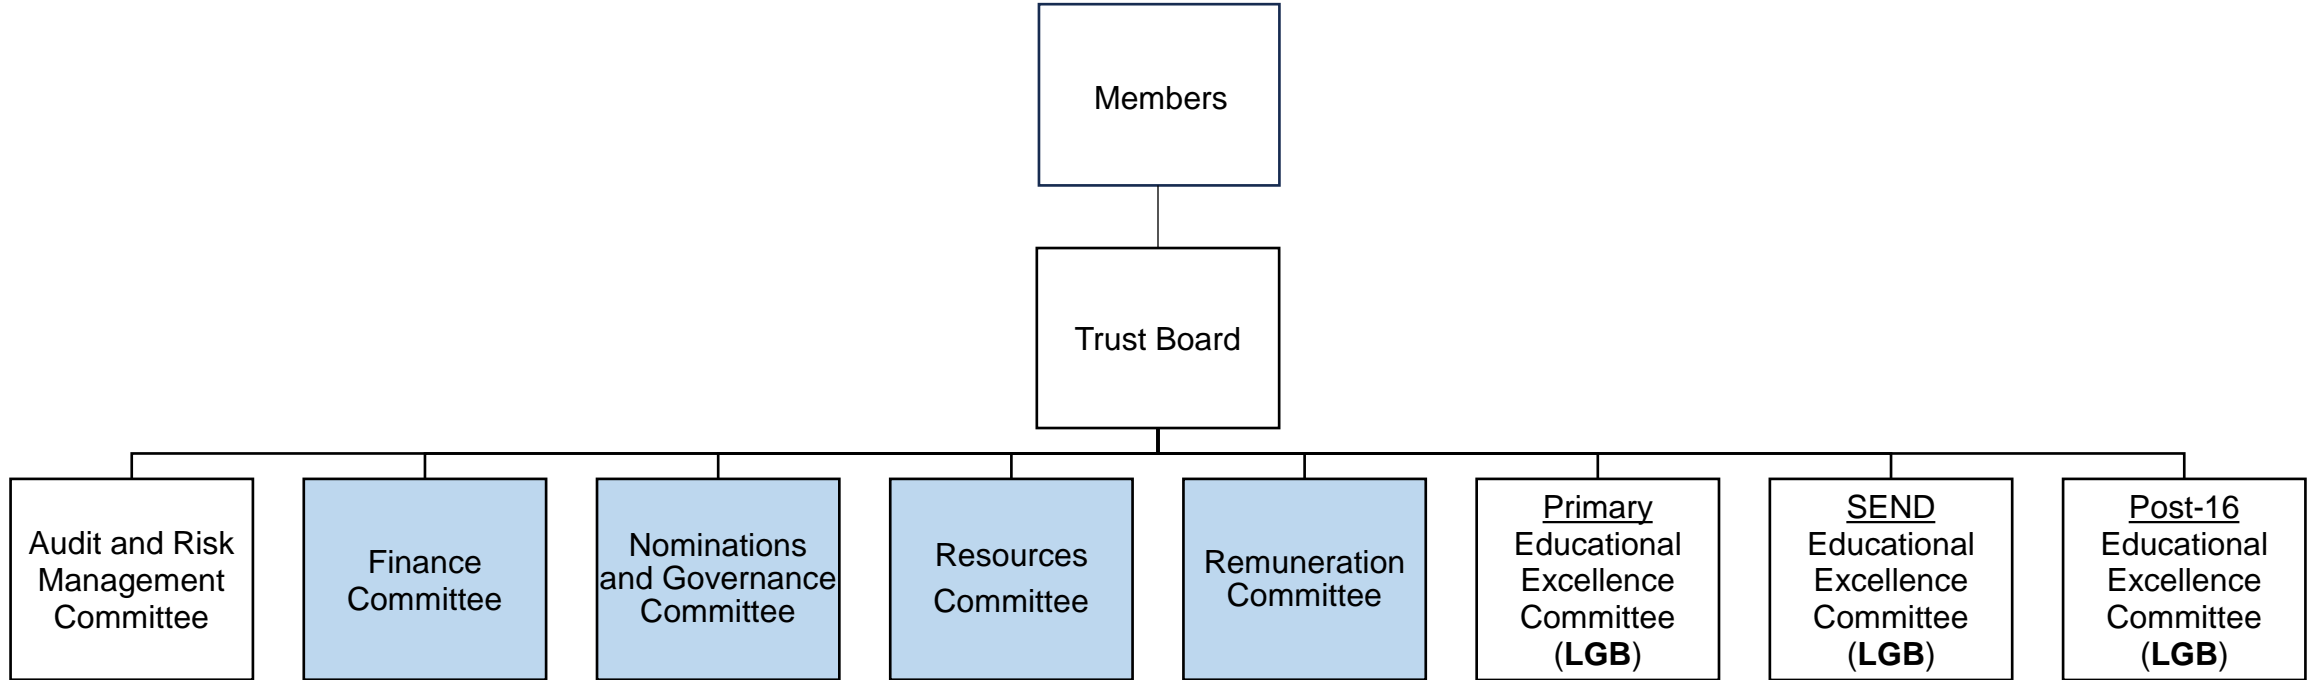 Members
Trust Board
Audit and Risk
Management
Committee
Finance
Committee
Nominations
and Governance
Committee
Resources
Committee
Remuneration
Committee
Primary
Educational
Excellence
Committee
(LGB)
SEND
Educational
Excellence
Committee
(LGB)
Post-16
Educational
Excellence
Committee
(LGB)